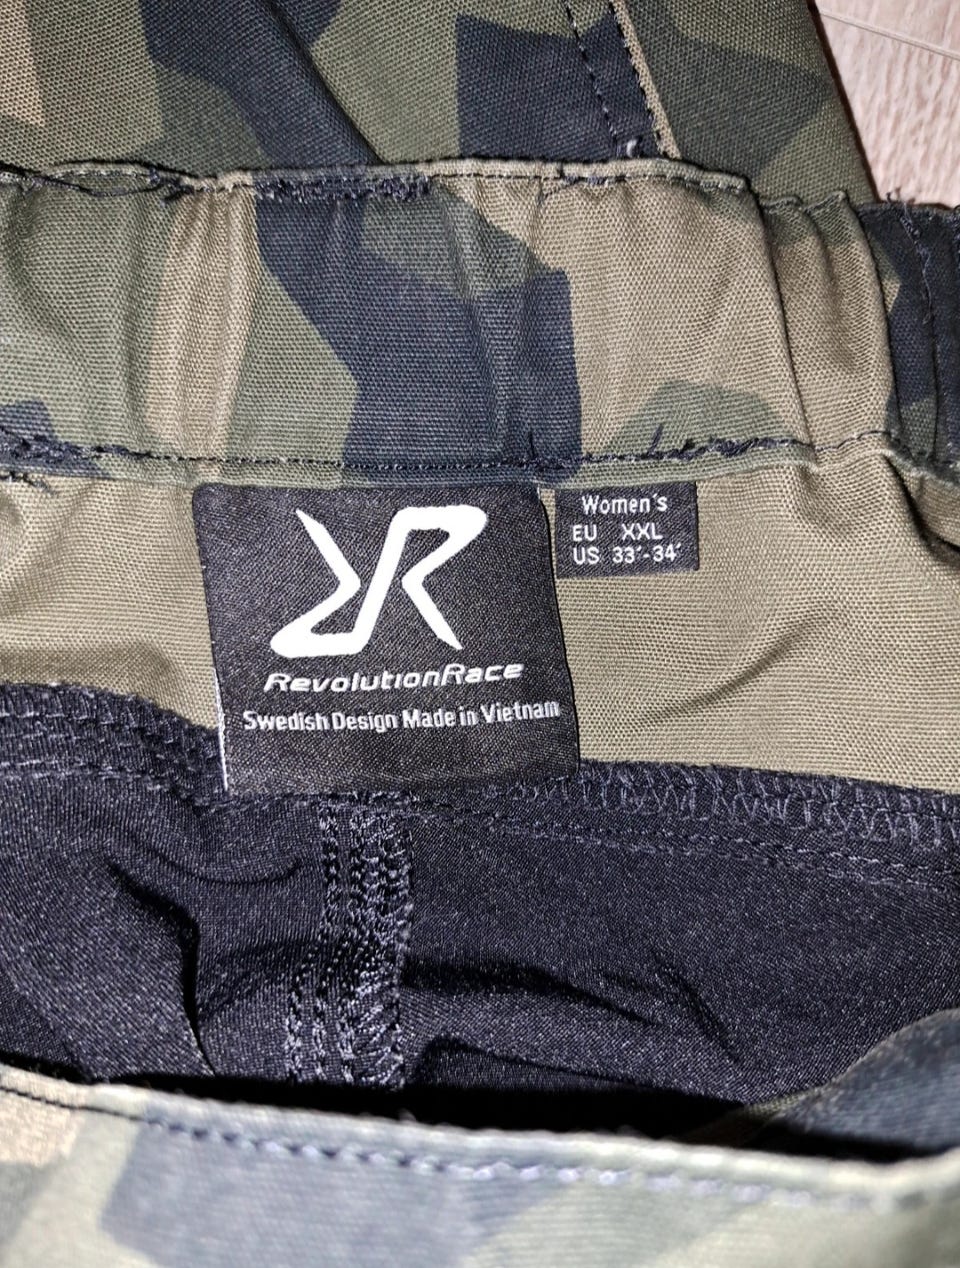 RevolutionRace
Swedish Design Made in Vietnam
Women's
EU XXL
US 33´-34´